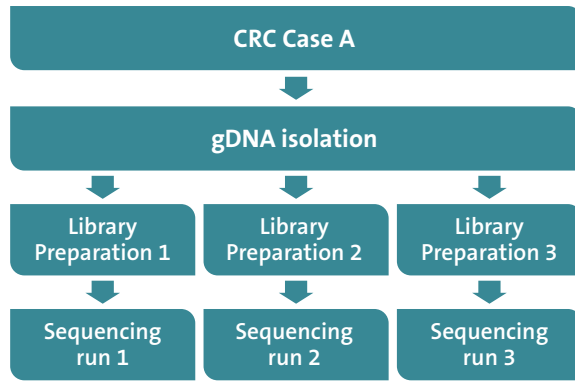 CRC Case A
gDNA isolation
Library
Preparation 1
Library
Preparation 2
Library
Preparation 3
Sequencing
run 1
Sequencing
run 2
Sequencing
run 3